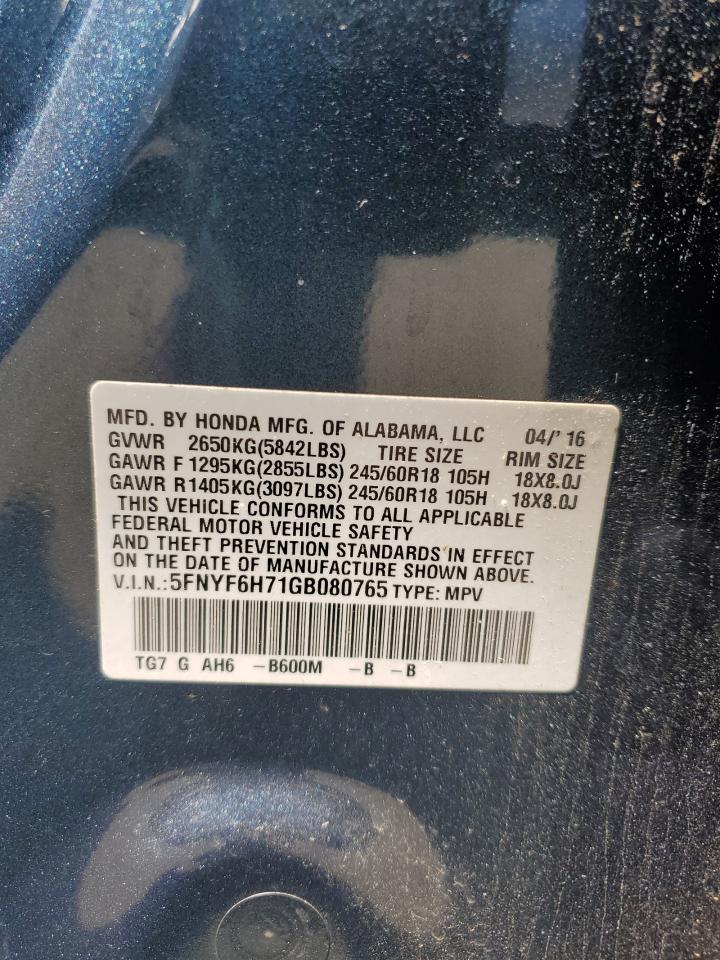 MFD. BY HONDA MFG. OF ALABAMA, LLC 04/' 16
GVWR 2650KG(5842LBS) TIRE SIZE RIM SIZE
GAWR F 1295KG(2855LBS) 245/60R18 105H 18X8.0J
GAWR R1405KG(3097LBS) 245/60R18 105H 18X8.0J
THIS VEHICLE CONFORMS TO ALL APPLICABLE
FEDERAL MOTOR VEHICLE SAFETY
AND THEFT PREVENTION STANDARDS IN EFFECT
ON THE DATE OF MANUFACTURE SHOWN ABOVE.
V.I.N.:5FNYF6H71GB080765 TYPE: MPV
TG7 G AH6 -B600M -B -B